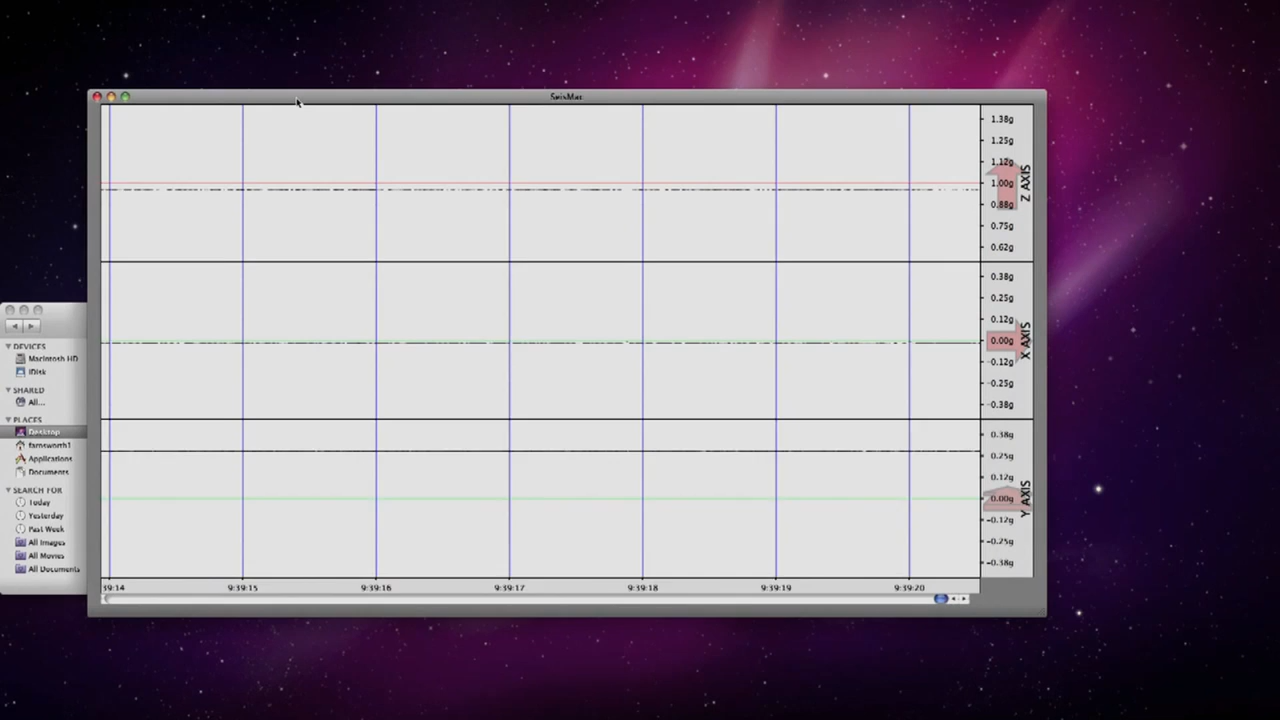 SeisMac
1.38g
1.25g
1.12g
1.00g
0.88g
0.75g
0.62g
Z AXIS
0.38g
0.25g
0.12g
0.00g
-0.12g
-0.25g
-0.38g
X AXIS
0.38g
0.25g
0.12g
0.00g
-0.12g
-0.25g
-0.38g
Y AXIS
39:14
9:39:15
9:39:16
9:39:17
9:39:18
9:39:19
9:39:20
DEVICES
Macintosh HD
iDisk
SHARED
All...
PLACES
Desktop
farnsworth1
Applications
Documents
SEARCH FOR
Today
Yesterday
Past Week
All Images
All Movies
All Documents